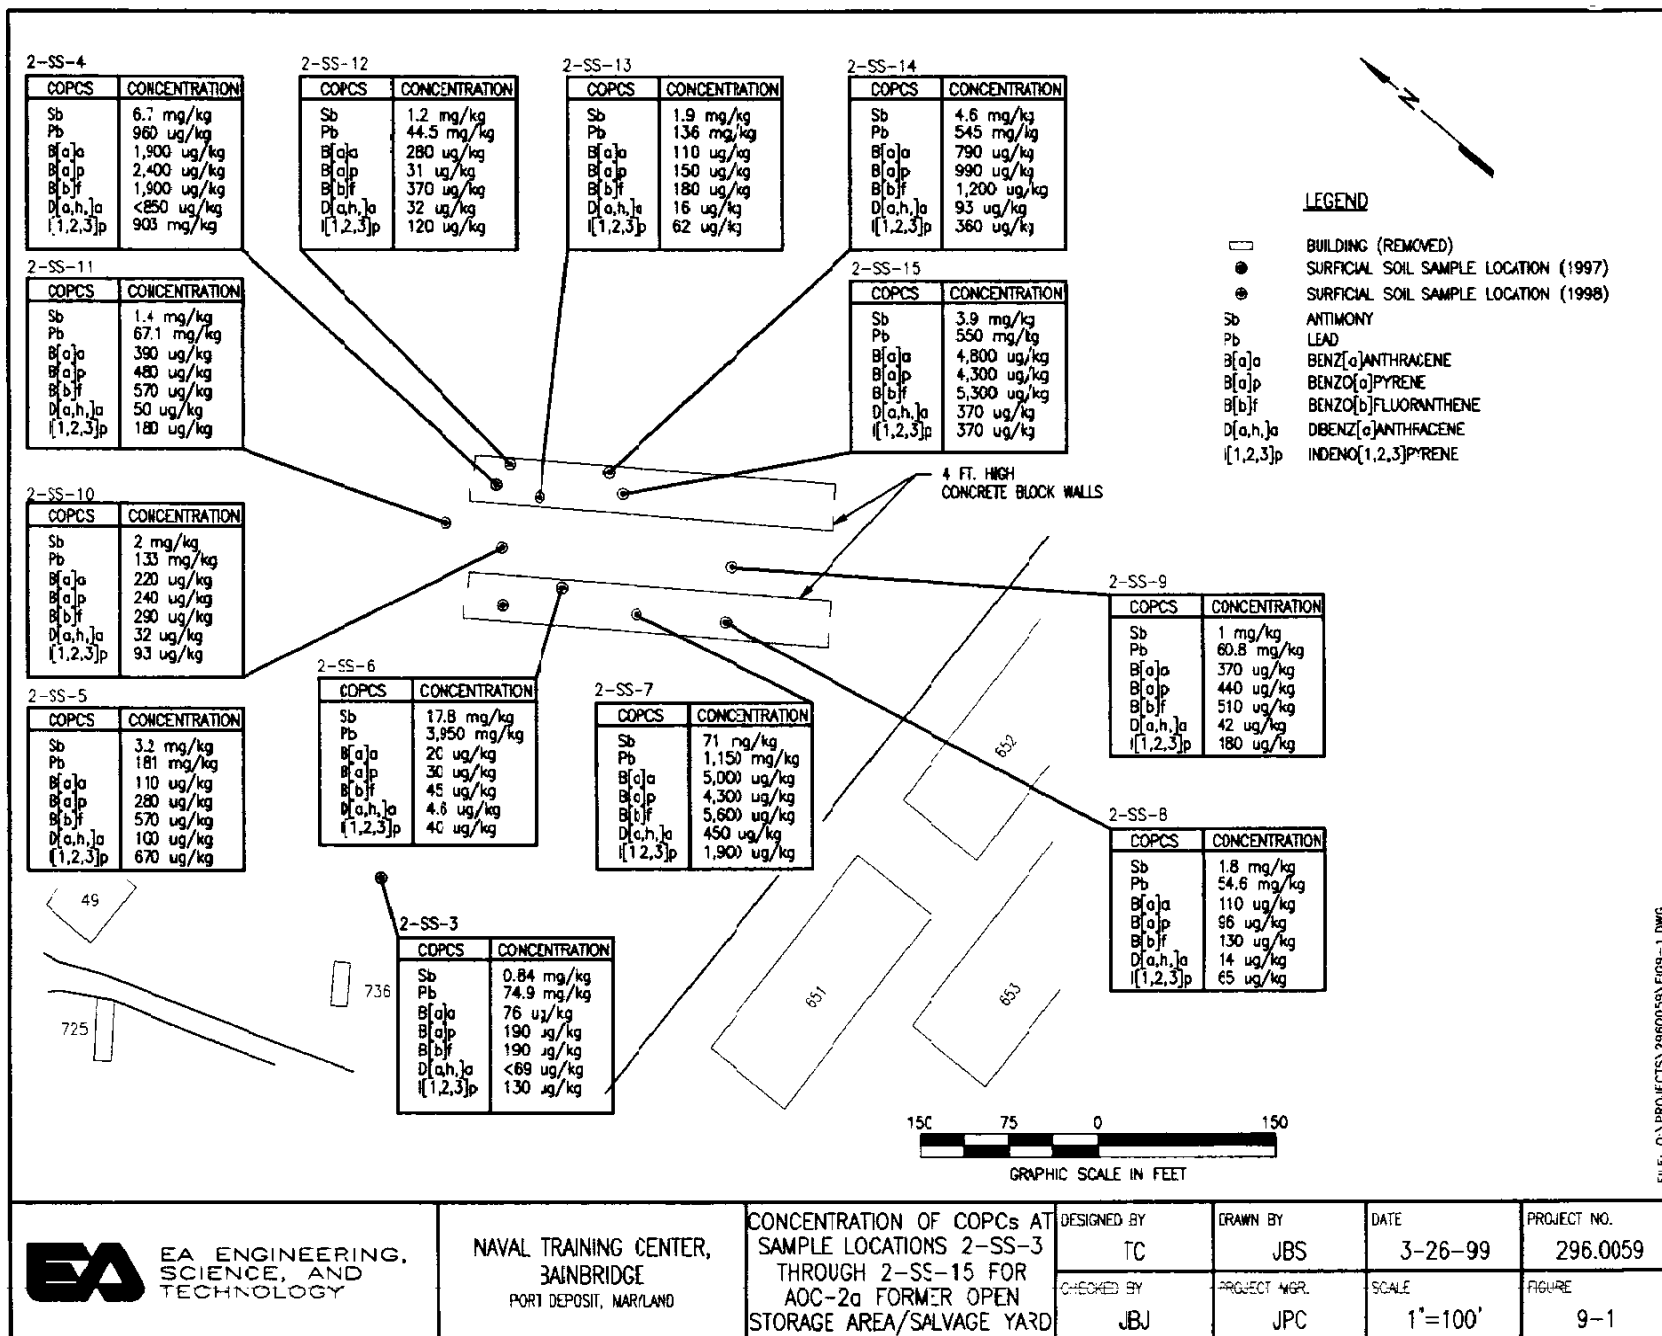 2-SS-4
COPCS CONCENTRATION
Sb 6.7 mg/kg
Pb 960 ug/kg
B[a]a 1,900 ug/kg
B[a]p 2,400 ug/kg
B[b]f 1,900 ug/kg
D[a,h,]a <850 ug/kg
I[1,2,3]p 903 mg/kg
2-SS-12
COPCS CONCENTRATION
Sb 1.2 mg/kg
Pb 44.5 mg/kg
B[a]a 280 ug/kg
B[a]p 31 ug/kg
B[b]f 370 ug/kg
D[a,h,]a 32 ug/kg
I[1,2,3]p 120 ug/kg
2-SS-13
COPCS CONCENTRATION
Sb 1.9 mg/kg
Pb 136 mg/kg
B[a]a 110 ug/kg
B[a]p 150 ug/kg
B[b]f 180 ug/kg
D[a,h,]a 16 ug/kg
I[1,2,3]p 62 ug/kg
2-SS-14
COPCS CONCENTRATION
Sb 4.6 mg/kg
Pb 545 mg/kg
B[a]a 790 ug/kg
B[a]p 990 ug/kg
B[b]f 1,200 ug/kg
D[a,h,]a 93 ug/kg
I[1,2,3]p 360 ug/kg
N
LEGEND
BUILDING (REMOVED)
SURFICIAL SOIL SAMPLE LOCATION (1997)
SURFICIAL SOIL SAMPLE LOCATION (1998)
Sb ANTIMONY
Pb LEAD
B[a]a BENZ[a]ANTHRACENE
B[a]p BENZO[a]PYRENE
B[b]f BENZO[b]FLUORANTHENE
D[a,h,]a DIBENZ[a]ANTHRACENE
I[1,2,3]p INDENO[1,2,3]PYRENE
2-SS-11
COPCS CONCENTRATION
Sb 1.4 mg/kg
Pb 67.1 mg/kg
B[a]a 390 ug/kg
B[a]p 480 ug/kg
B[b]f 570 ug/kg
D[a,h,]a 50 ug/kg
I[1,2,3]p 180 ug/kg
2-SS-15
COPCS CONCENTRATION
Sb 3.9 mg/kg
Pb 550 mg/kg
B[a]a 4,800 ug/kg
B[a]p 4,300 ug/kg
B[b]f 5,300 ug/kg
D[a,h,]a 370 ug/kg
I[1,2,3]p 370 ug/kg
4 FT. HIGH
CONCRETE BLOCK WALLS
2-SS-10
COPCS CONCENTRATION
Sb 2 mg/kg
Pb 133 mg/kg
B[a]a 220 ug/kg
B[a]p 240 ug/kg
B[b]f 290 ug/kg
D[a,h,]a 32 ug/kg
I[1,2,3]p 93 ug/kg
2-SS-9
COPCS CONCENTRATION
Sb 1 mg/kg
Pb 60.8 mg/kg
B[a]a 370 ug/kg
B[a]p 440 ug/kg
B[b]f 510 ug/kg
D[a,h,]a 42 ug/kg
I[1,2,3]p 180 ug/kg
2-SS-5
COPCS CONCENTRATION
Sb 3.2 mg/kg
Pb 181 mg/kg
B[a]a 110 ug/kg
B[a]p 280 ug/kg
B[b]f 570 ug/kg
D[a,h,]a 100 ug/kg
I[1,2,3]p 670 ug/kg
2-SS-6
COPCS CONCENTRATION
Sb 17.8 mg/kg
Pb 3,950 mg/kg
B[a]a 20 ug/kg
B[a]p 30 ug/kg
B[b]f 45 ug/kg
D[a,h,]a 4.6 ug/kg
I[1,2,3]p 40 ug/kg
2-SS-7
COPCS CONCENTRATION
Sb 71 mg/kg
Pb 1,150 mg/kg
B[a]a 5,000 ug/kg
B[a]p 4,300 ug/kg
B[b]f 5,600 ug/kg
D[a,h,]a 450 ug/kg
I[1 2,3]p 1,900 ug/kg
652
2-SS-8
COPCS CONCENTRATION
Sb 1.8 mg/kg
Pb 54.6 mg/kg
B[a]a 110 ug/kg
B[a]p 96 ug/kg
B[b]f 130 ug/kg
D[a,h,]a 14 ug/kg
I[1,2,3]p 65 ug/kg
49
2-SS-3
COPCS CONCENTRATION
Sb 0.84 mg/kg
Pb 74.9 mg/kg
B[a]a 76 ug/kg
B[a]p 190 ug/kg
B[b]f 190 ug/kg
D[a,h,]a <69 ug/kg
I[1,2,3]p 130 ug/kg
736
725
651
653
150 75 0 150
GRAPHIC SCALE IN FEET
FILE: O:\PROJECTS\2960059\FIG9-1.DWG
EA
EA ENGINEERING,
SCIENCE, AND
TECHNOLOGY
NAVAL TRAINING CENTER,
BAINBRIDGE
PORT DEPOSIT, MARYLAND
CONCENTRATION OF COPCs AT
SAMPLE LOCATIONS 2-SS-3
THROUGH 2-SS-15 FOR
AOC-2a FORMER OPEN
STORAGE AREA/SALVAGE YARD
DESIGNED BY
TC
DRAWN BY
JBS
DATE
3-26-99
PROJECT NO.
296.0059
CHECKED BY
JBJ
PROJECT MGR.
JPC
SCALE
1"=100'
FIGURE
9-1